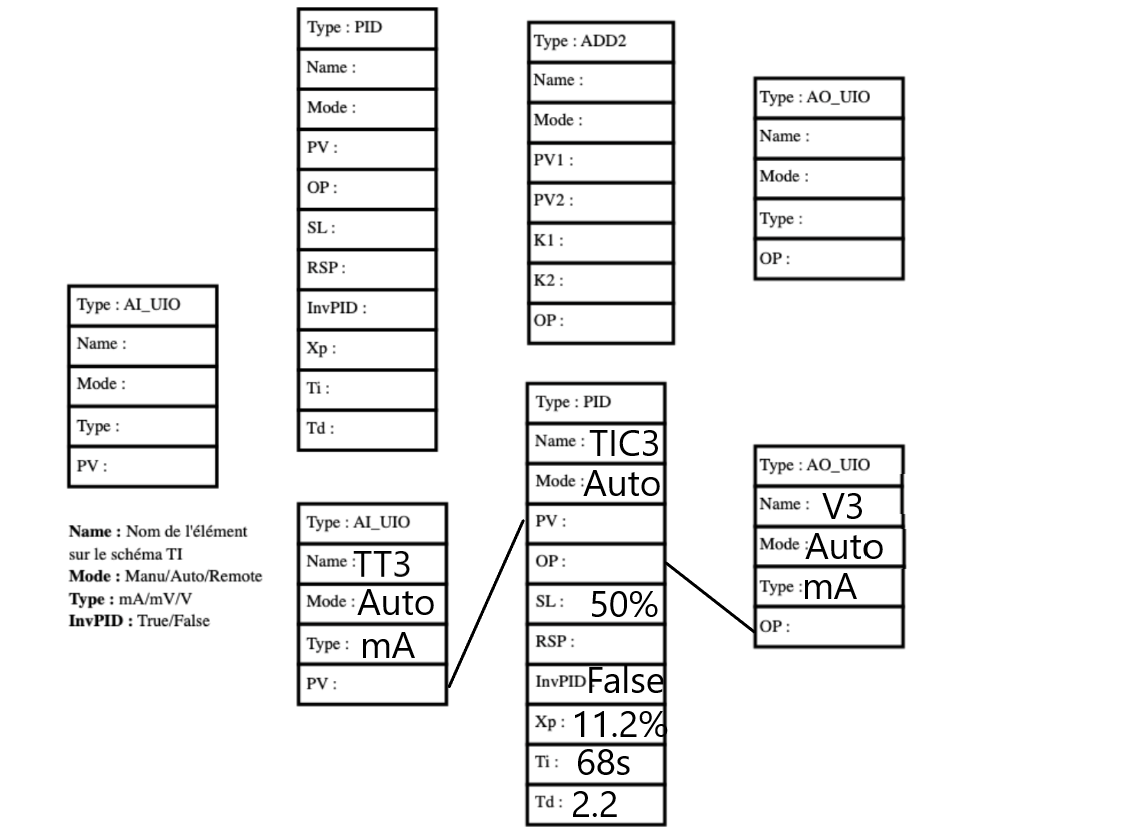 Type : PID
Name :
Mode :
PV :
OP :
SL :
RSP :
InvPID :
Xp :
Ti :
Td :
Type : ADD2
Name :
Mode :
PV1 :
PV2 :
K1 :
K2 :
OP :
Type : AO_UIO
Name :
Mode :
Type :
OP :
Type : AI_UIO
Name :
Mode :
Type :
PV :
Name : Nom de l'élément
sur le schéma TI
Mode : Manu/Auto/Remote
Type : mA/mV/V
InvPID : True/False
Type : AI_UIO
Name : TT3
Mode : Auto
Type : mA
PV :
Type : PID
Name : TIC3
Mode : Auto
PV :
OP :
SL : 50%
RSP :
InvPID False
Xp : 11.2%
Ti : 68s
Td : 2.2
Type : AO_UIO
Name : V3
Mode : Auto
Type : mA
OP :